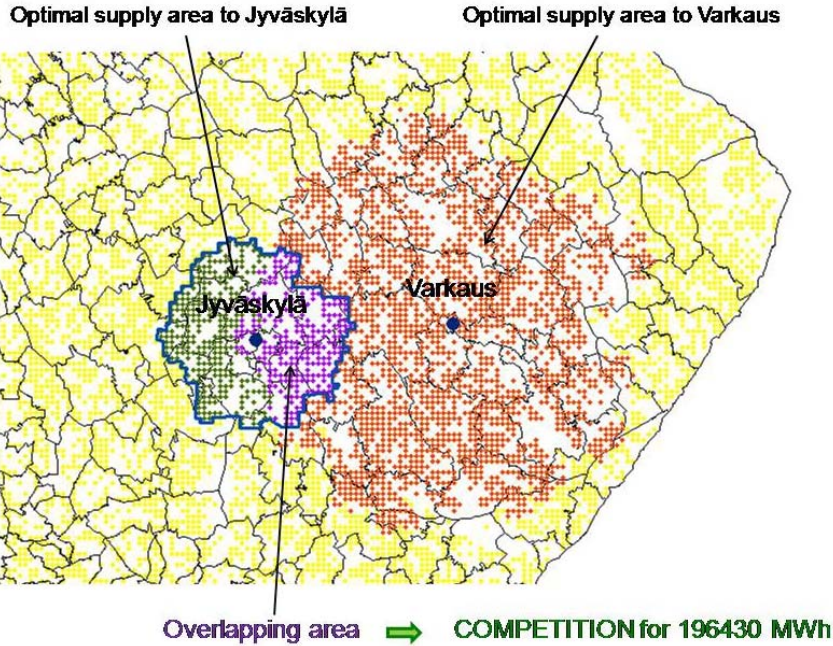 Optimal supply area to Jyväskylä
Optimal supply area to Varkaus
Varkaus
Jyväskylä
Overlapping area
COMPETITION for 196430 MWh